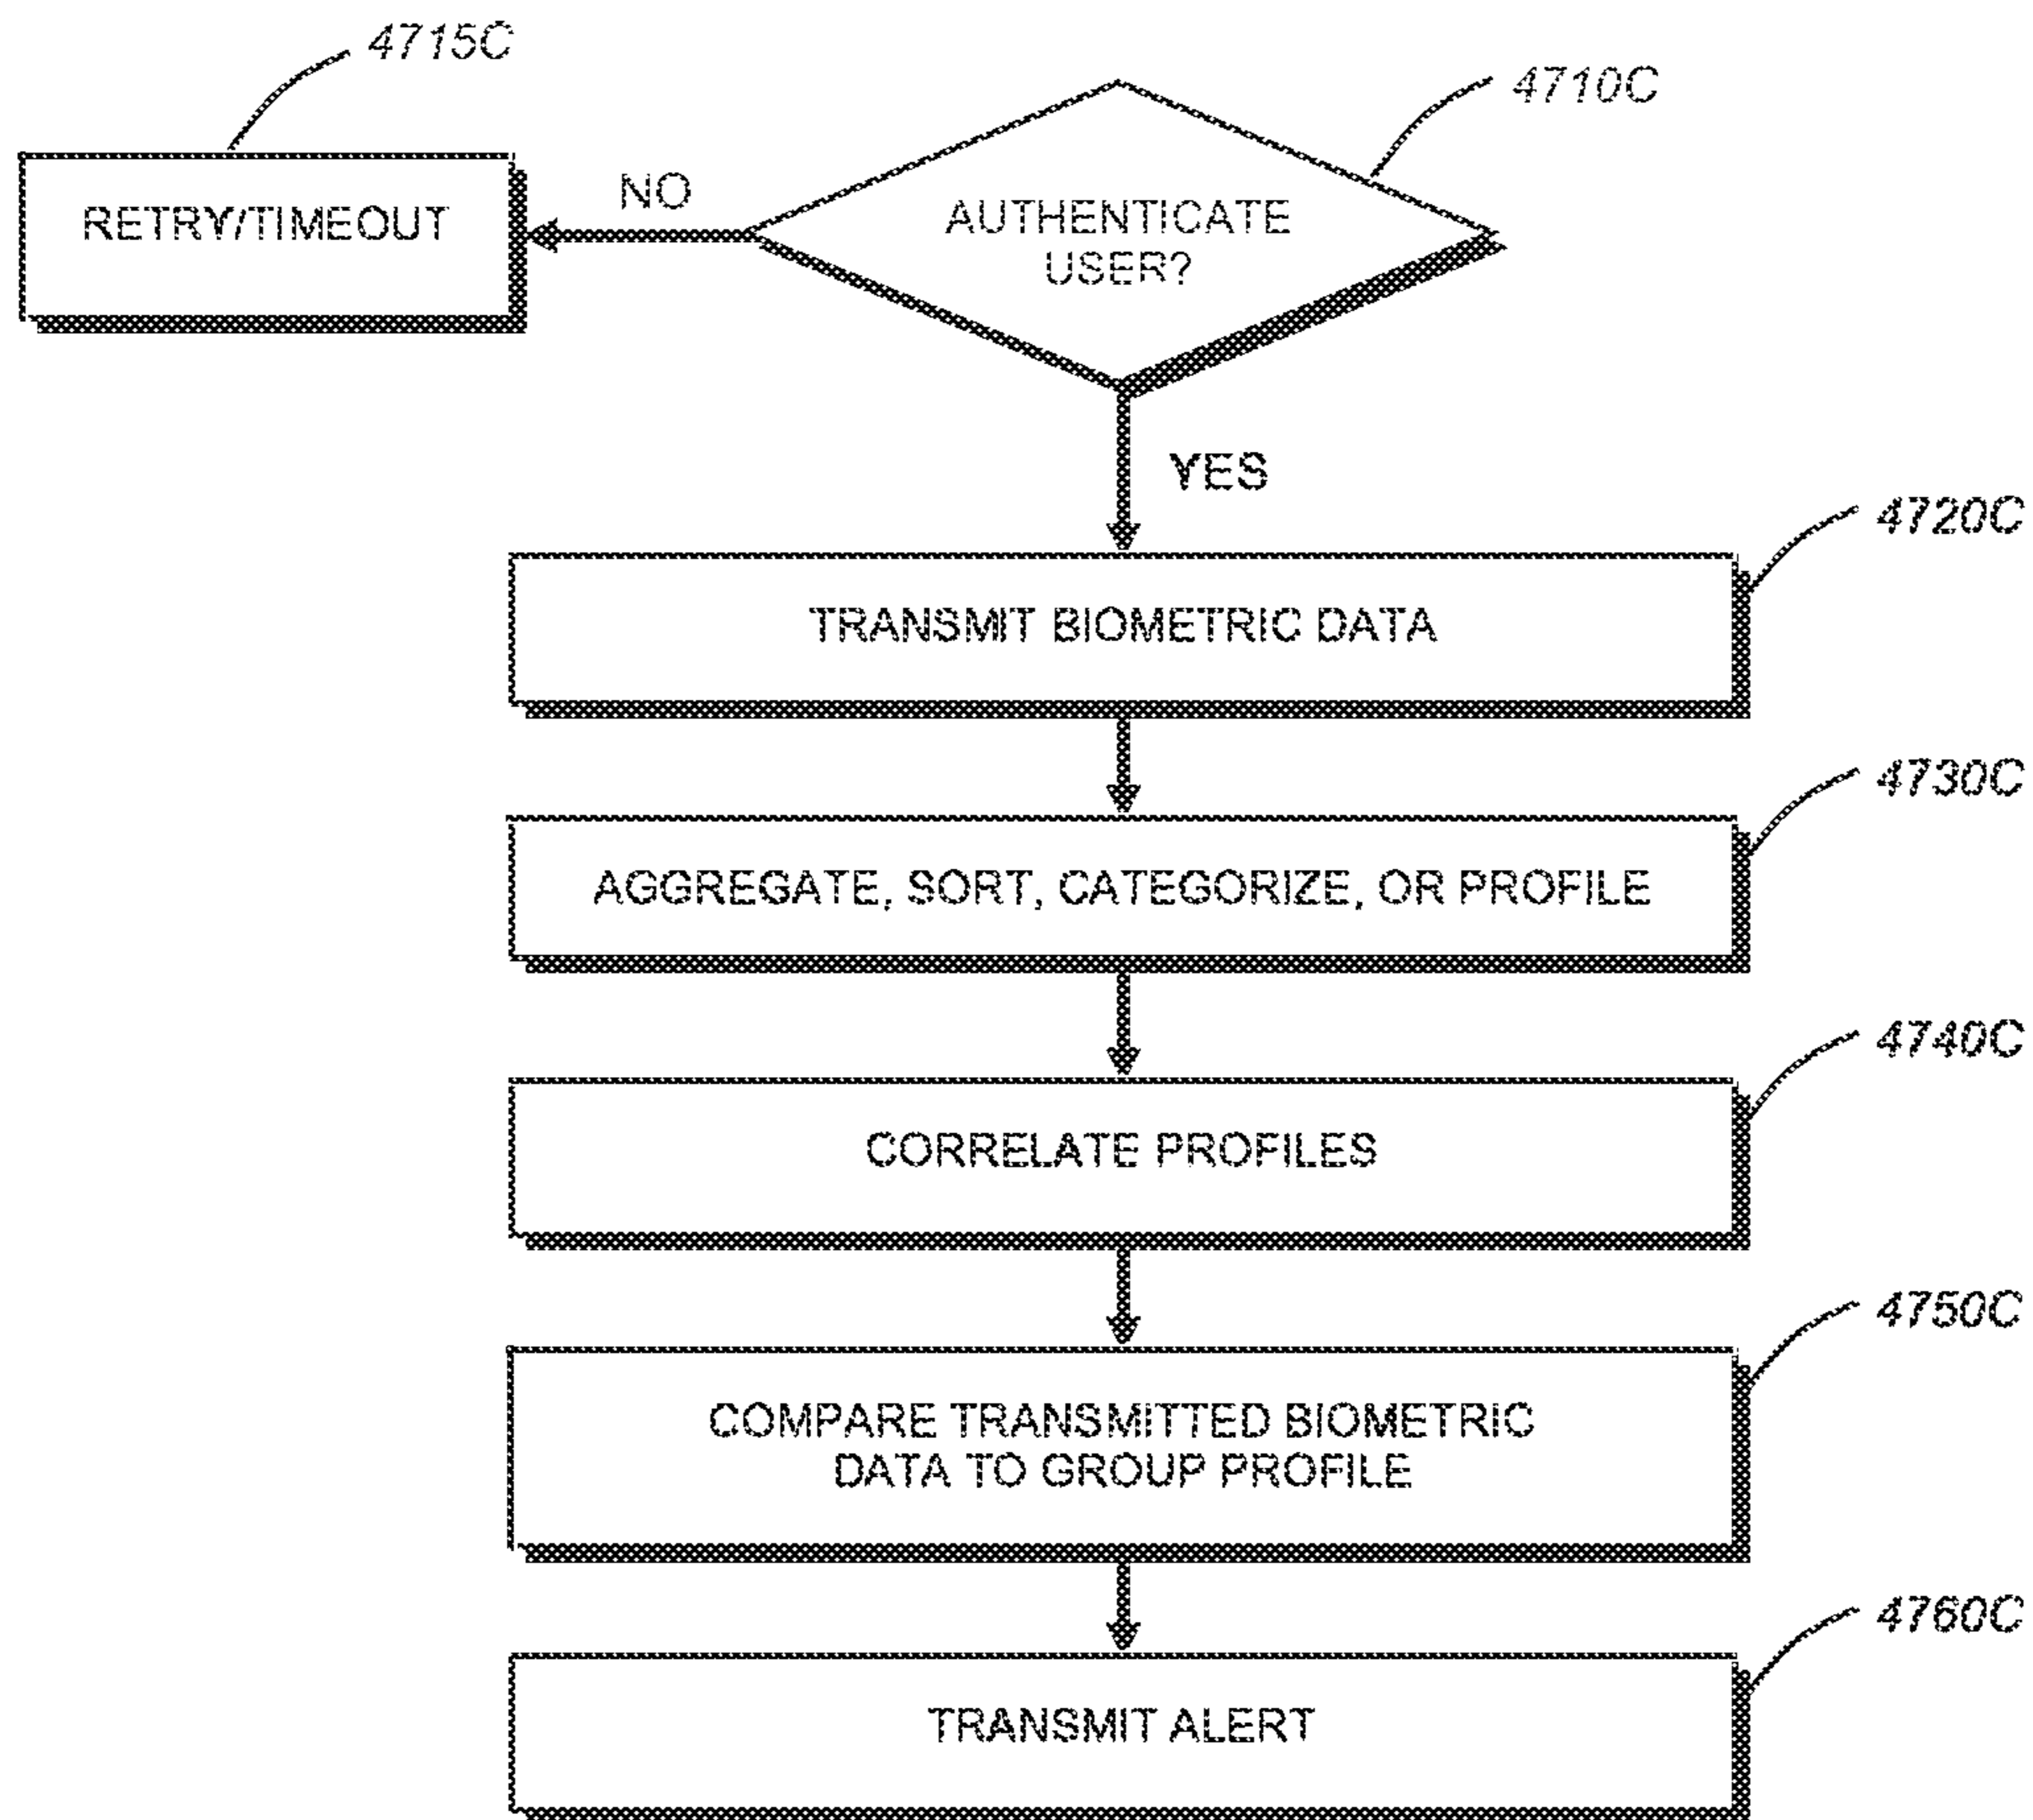 4715C
4710C
RETRY/TIMEOUT
NO
AUTHENTICATE
USER?
YES
4720C
TRANSMIT BIOMETRIC DATA
4730C
AGGREGATE, SORT, CATEGORIZE, OR PROFILE
4740C
CORRELATE PROFILES
4750C
COMPARE TRANSMITTED BIOMETRIC
DATA TO GROUP PROFILE
4760C
TRANSMIT ALERT